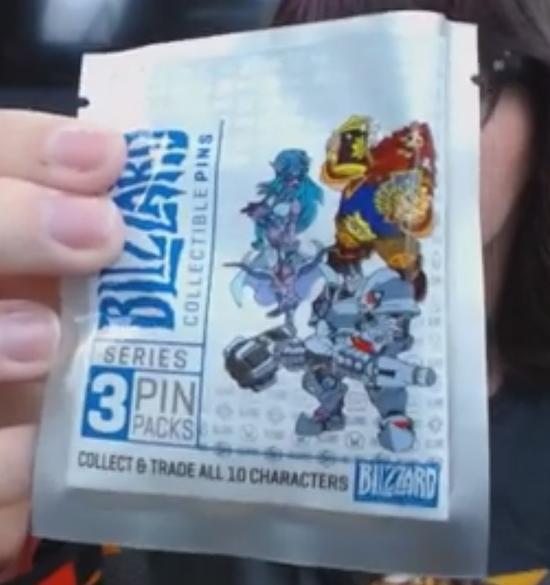 BLIZZARD
COLLECTIBLE PINS
SERIES
3 PIN
PACKS
COLLECT & TRADE ALL 10 CHARACTERS
BLIZZARD